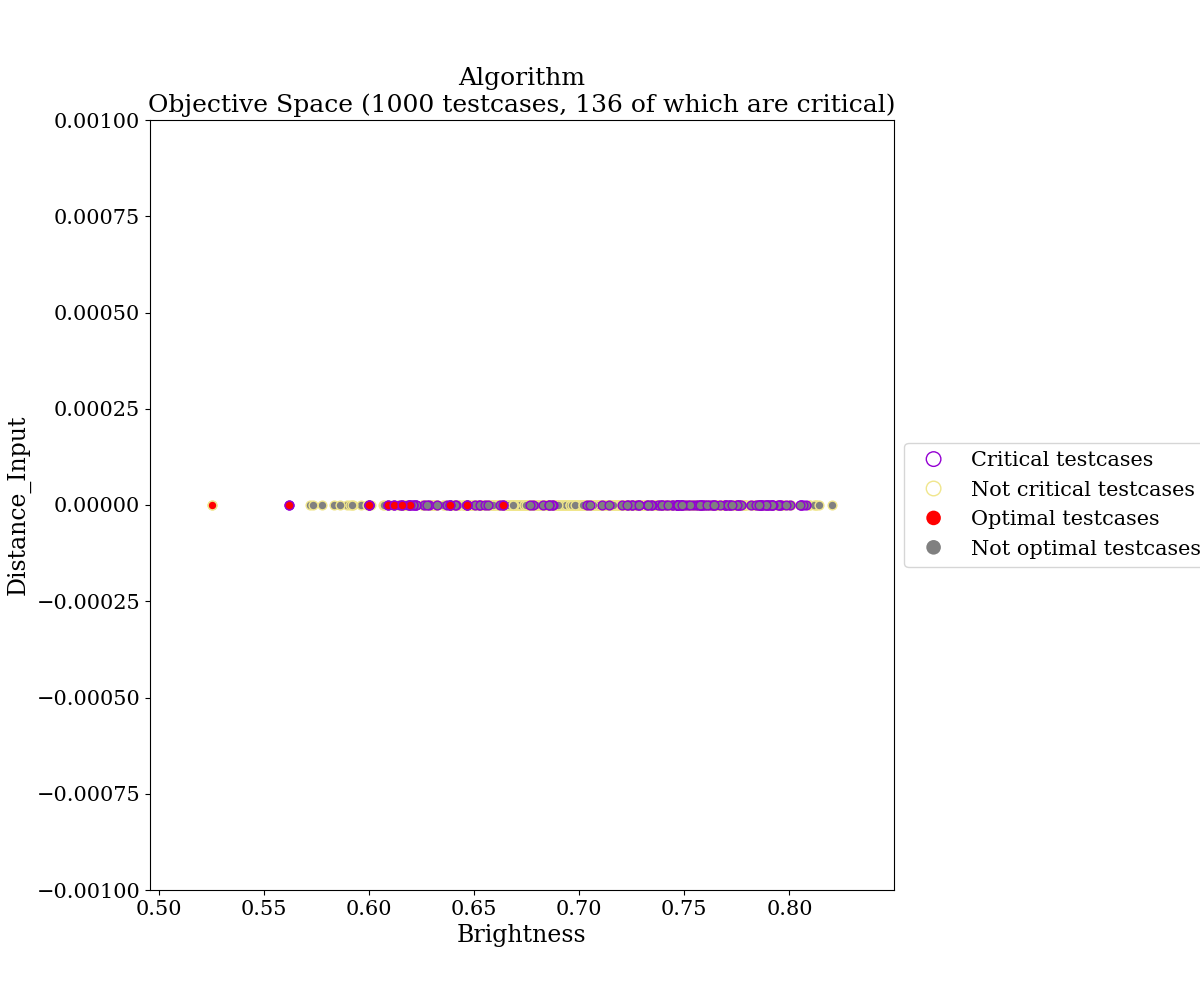 Algorithm
Objective Space (1000 testcases, 136 of which are critical)
0.00100
0.00075
0.00050
0.00025
0.00000
−0.00025
−0.00050
−0.00075
−0.00100
Distance_Input
0.50 0.55 0.60 0.65 0.70 0.75 0.80
Brightness
Critical testcases
Not critical testcases
Optimal testcases
Not optimal testcases